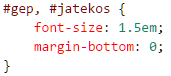 #gep, #jatekos {
    font-size: 1.5em;
    margin-bottom: 0;
}